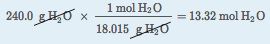 240.0 g H₂O × 1 mol H₂O / 18.015 g H₂O = 13.32 mol H₂O